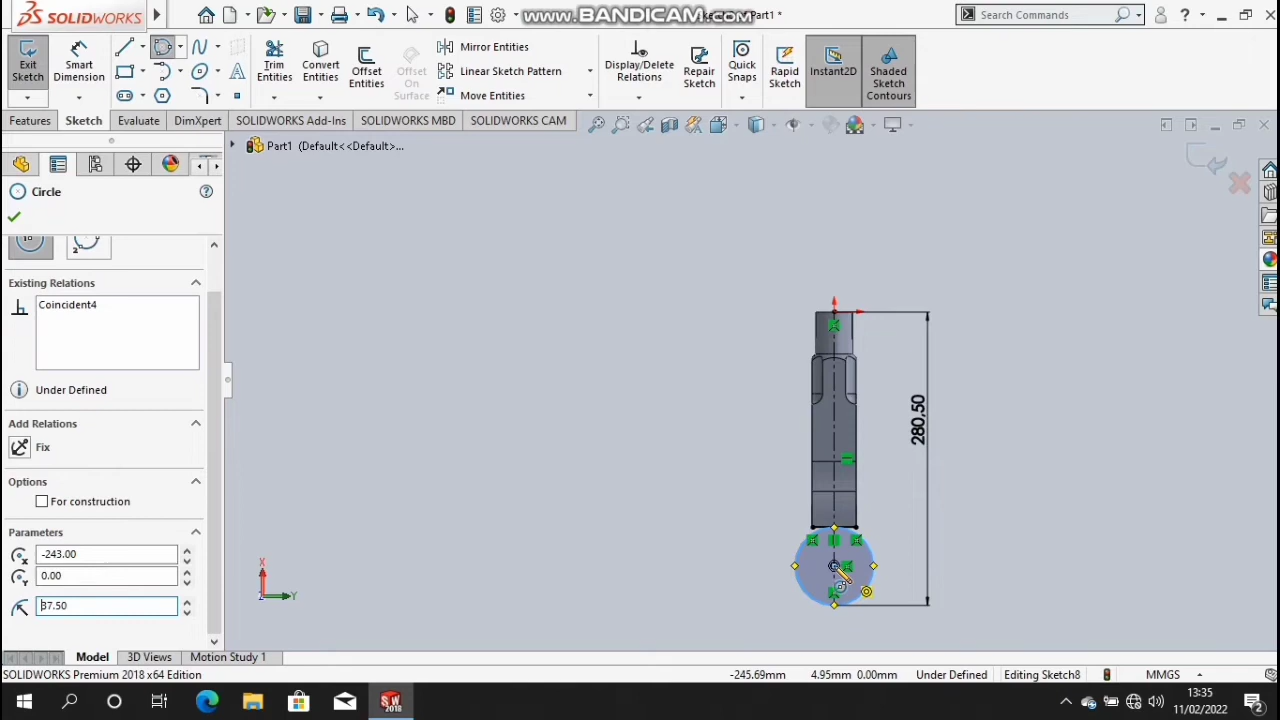 SOLIDWORKS
www.BANDICAM.com
Part1 *
Search Commands
?
Exit Sketch
Smart Dimension
Trim Entities
Convert Entities
Offset Entities
Offset On Surface
Mirror Entities
Linear Sketch Pattern
Move Entities
Display/Delete Relations
Repair Sketch
Quick Snaps
Rapid Sketch
Instant2D
Shaded Sketch Contours
Features
Sketch
Evaluate
DimXpert
SOLIDWORKS Add-Ins
SOLIDWORKS MBD
SOLIDWORKS CAM
Part1 (Default<<Default>...
Circle
Existing Relations
Coincident4
Under Defined
Add Relations
Fix
Options
For construction
Parameters
-243.00
0.00
37.50
280,50
X
Y
Model
3D Views
Motion Study 1
SOLIDWORKS Premium 2018 x64 Edition
-245.69mm
4.95mm 0.00mm
Under Defined
Editing Sketch8
MMGS
13:35
11/02/2022